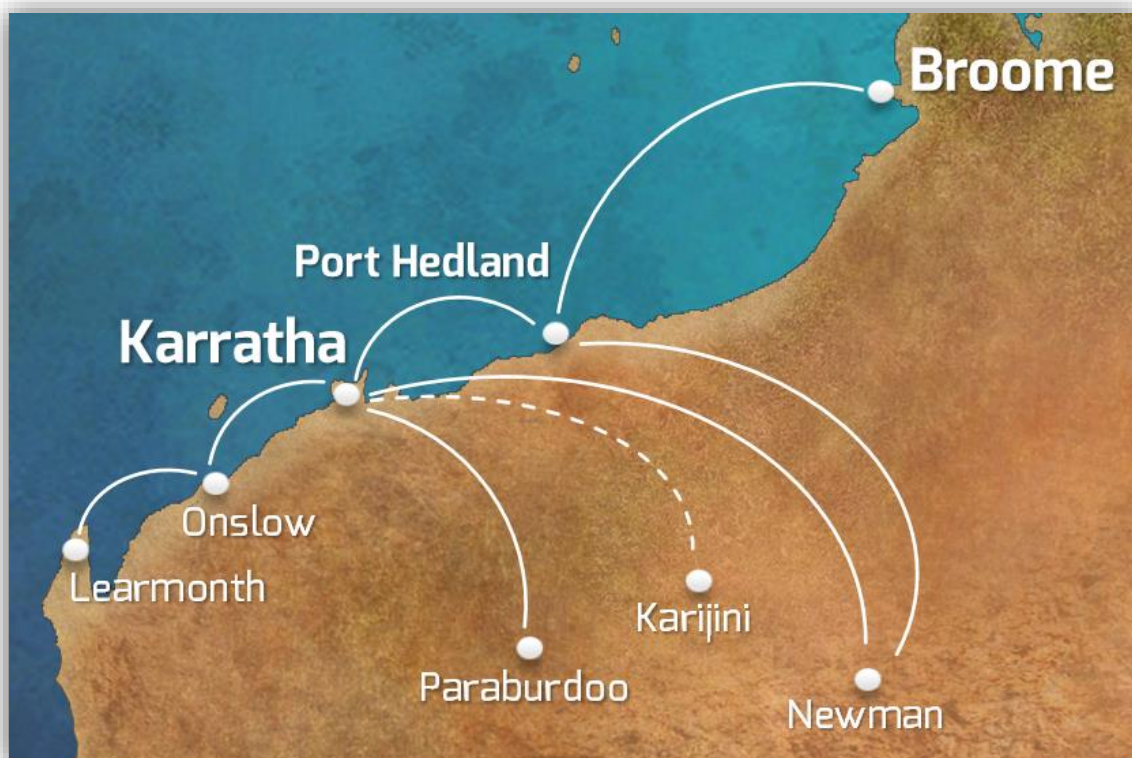 Broome
Port Hedland
Karratha
Onslow
Learmonth
Karijini
Paraburdoo
Newman